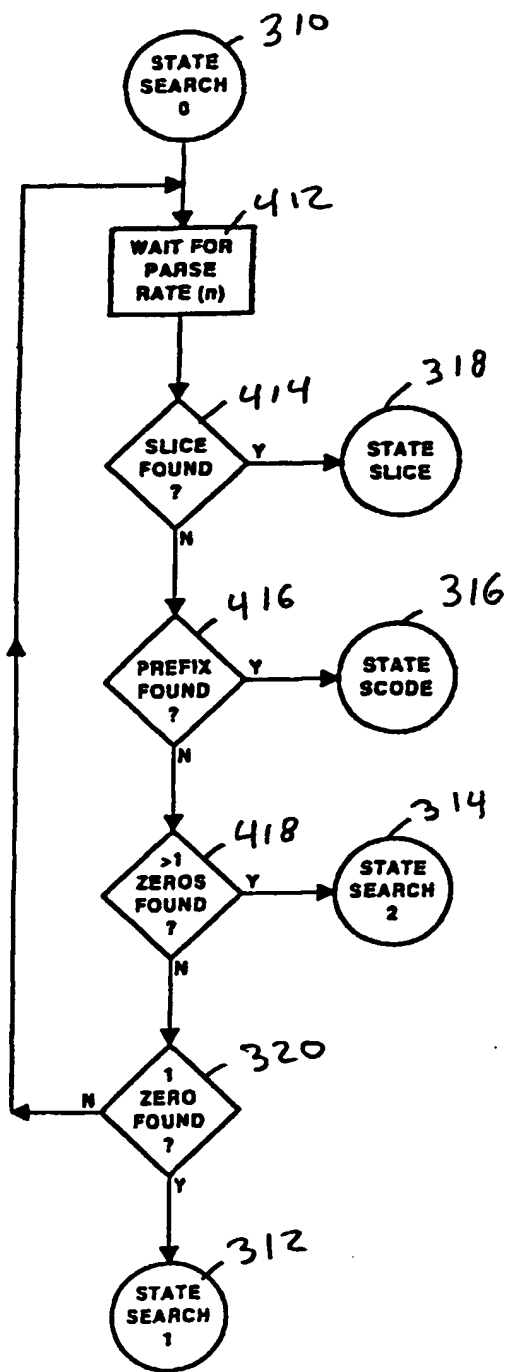 310
STATE
SEARCH
0
412
WAIT FOR
PARSE
RATE (n)
414
SLICE
FOUND
?
Y
N
318
STATE
SLICE
416
PREFIX
FOUND
?
Y
N
316
STATE
SCODE
418
>1
ZEROS
FOUND
?
Y
N
314
STATE
SEARCH
2
320
1
ZERO
FOUND
?
N
Y
312
STATE
SEARCH
1